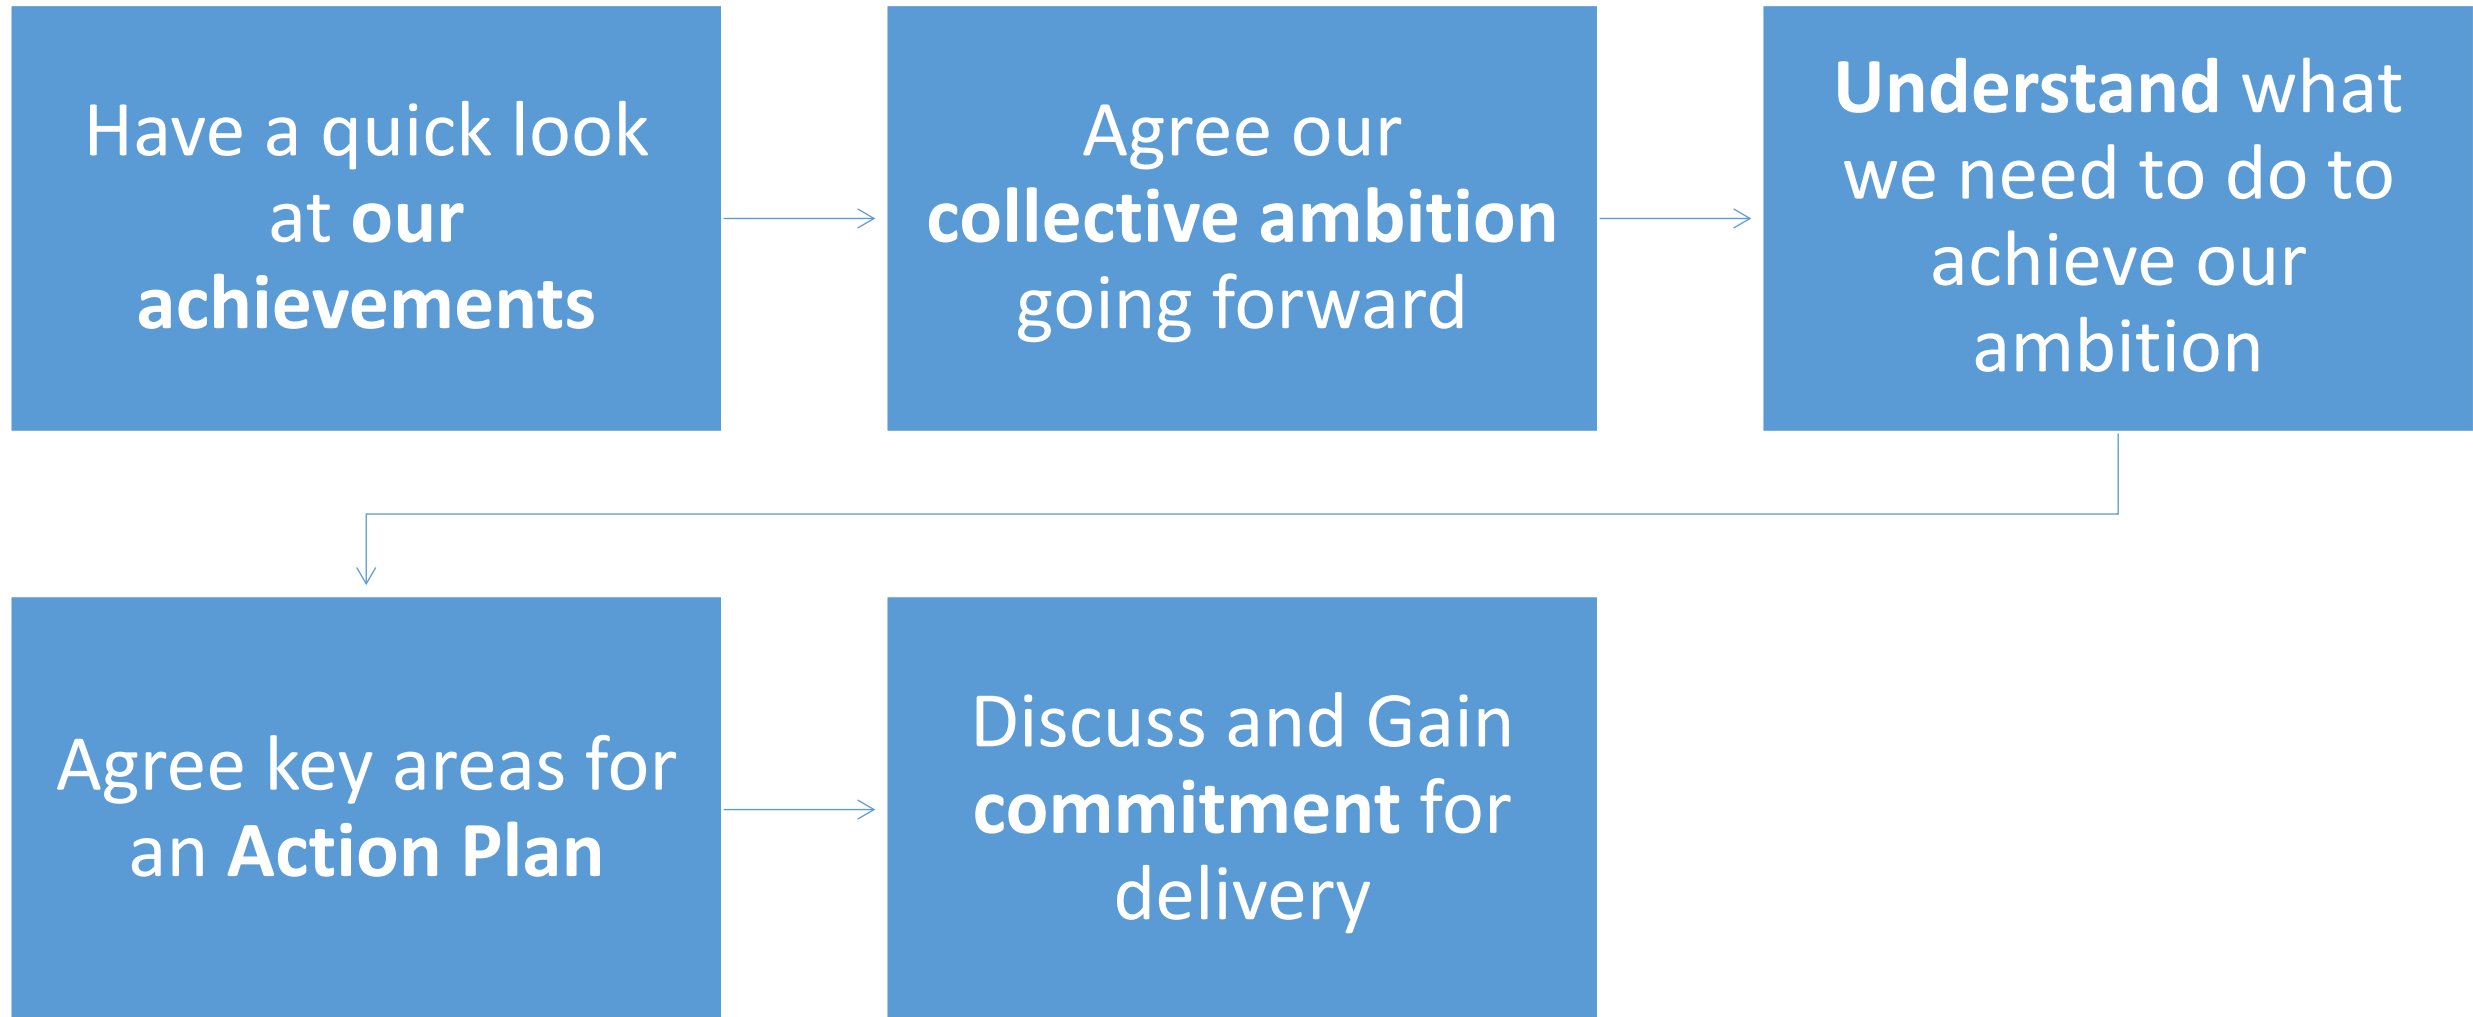 Have a quick look
at our
achievements
Agree our
collective ambition
going forward
Understand what
we need to do to
achieve our
ambition
Agree key areas for
an Action Plan
Discuss and Gain
commitment for
delivery